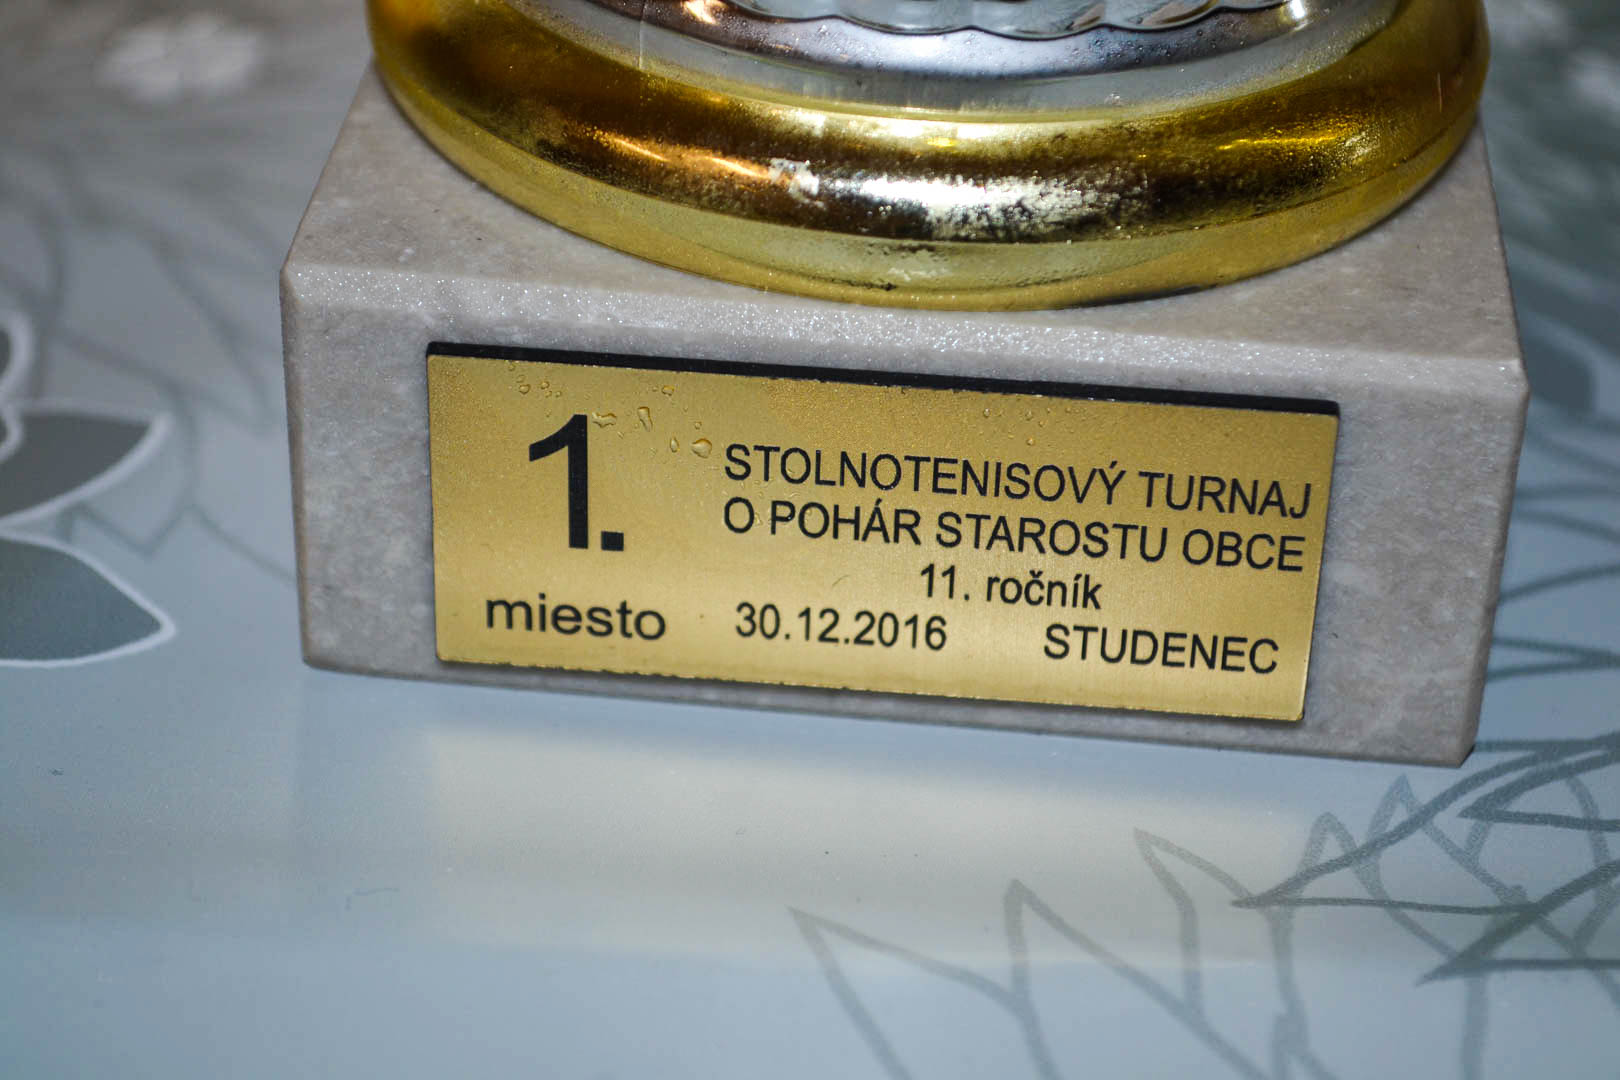 1.
miesto
STOLNOTENISOVÝ TURNAJ
O POHÁR STAROSTU OBCE
11. ročník
30.12.2016 STUDENEC